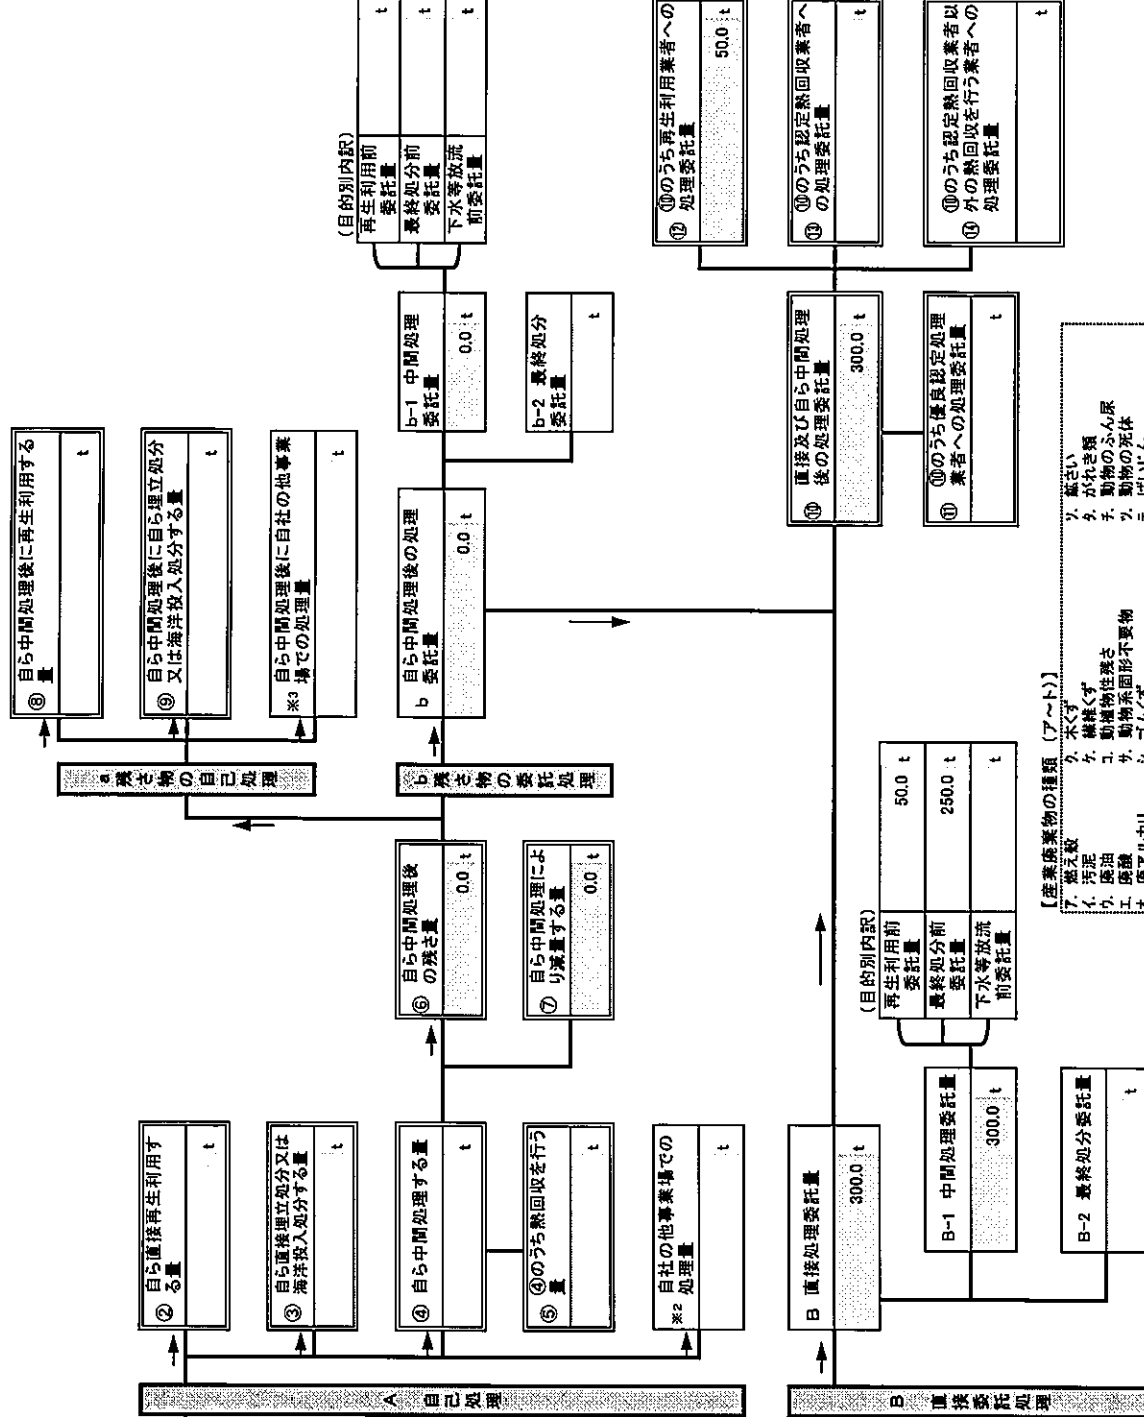 A 自己処理
② 自ら直接再生利用す
る量
t
③ 自ら直接埋立処分又は
海洋投入処分する量
t
④ 自ら中間処理する量
t
⑤ ④のうち熱回収を行う
量
t
※2 自社の他事業場での
処理量
t
⑥ 自ら中間処理後
の残さ量
0.0 t
⑦ 自ら中間処理によ
り減量する量
0.0 t
a 残さ物の自己処理
⑧ 自ら中間処理後に再生利用する
量
t
⑨ 自ら中間処理後に自ら埋立処分
又は海洋投入処分する量
t
※3 自ら中間処理後に自社の他事業
場での処理量
t
b 残さ物の委託処理
b 自ら中間処理後の処理
委託量
0.0 t
b-1 中間処理
委託量
0.0 t
b-2 最終処分
委託量
t
(目的別内訳)
再生利用前
委託量
t
最終処分前
委託量
t
下水等放流
前委託量
t
B 直接委託処理
B 直接処理委託量
300.0 t
B-1 中間処理委託量
300.0 t
B-2 最終処分委託量
t
(目的別内訳)
再生利用前
委託量
50.0 t
最終処分前
委託量
250.0 t
下水等放流
前委託量
t
⑩ 直接及び自ら中間処理
後の処理委託量
300.0 t
⑪ ⑩のうち優良認定処理
業者への処理委託量
t
⑫ ⑩のうち再生利用業者への
処理委託量
50.0 t
⑬ ⑩のうち認定熱回収業者へ
の処理委託量
t
⑭ ⑩のうち認定熱回収業者以
外の熱回収を行う業者への
処理委託量
t
【産業廃棄物の種類（ア～ト）】
ア. 燃え殻
イ. 汚泥
ウ. 廃油
エ. 廃酸
オ. 廃アルカリ
ク. 木くず
ケ. 繊維くず
コ. 動植物性残さ
サ. 動物系固形不要物
シ. ゴムくず
ソ. 鉱さい
タ. がれき類
チ. 動物のふん尿
ツ. 動物の死体
テ. ばいじん